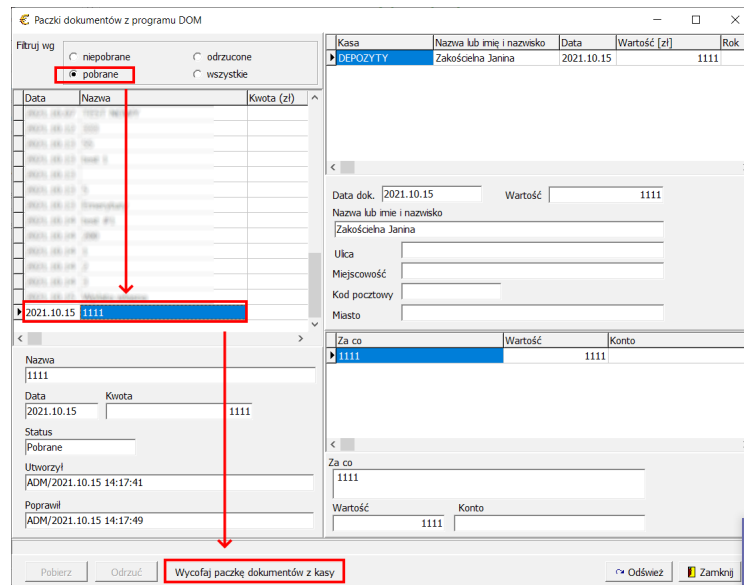 Paczki dokumentów z programu DOM
Filtruj wg
niepobrane
odrzucone
pobrane
wszystkie
Data Nazwa Kwota (zł)
2021.10.15 1111
Nazwa
1111
Data Kwota
2021.10.15 1111
Status
Pobrane
Utworzył
ADM/2021.10.15 14:17:41
Poprawił
ADM/2021.10.15 14:17:49
Kasa Nazwa lub imię i nazwisko Data Wartość [zł] Rok
DEPOZYTY Zakościelna Janina 2021.10.15 1111
Data dok. 2021.10.15 Wartość 1111
Nazwa lub imie i nazwisko
Zakościelna Janina
Ulica
Miejscowość
Kod pocztowy
Miasto
Za co Wartość Konto
1111 1111
Za co
1111
Wartość Konto
1111
Pobierz Odrzuć Wycofaj paczkę dokumentów z kasy Odśwież Zamknij